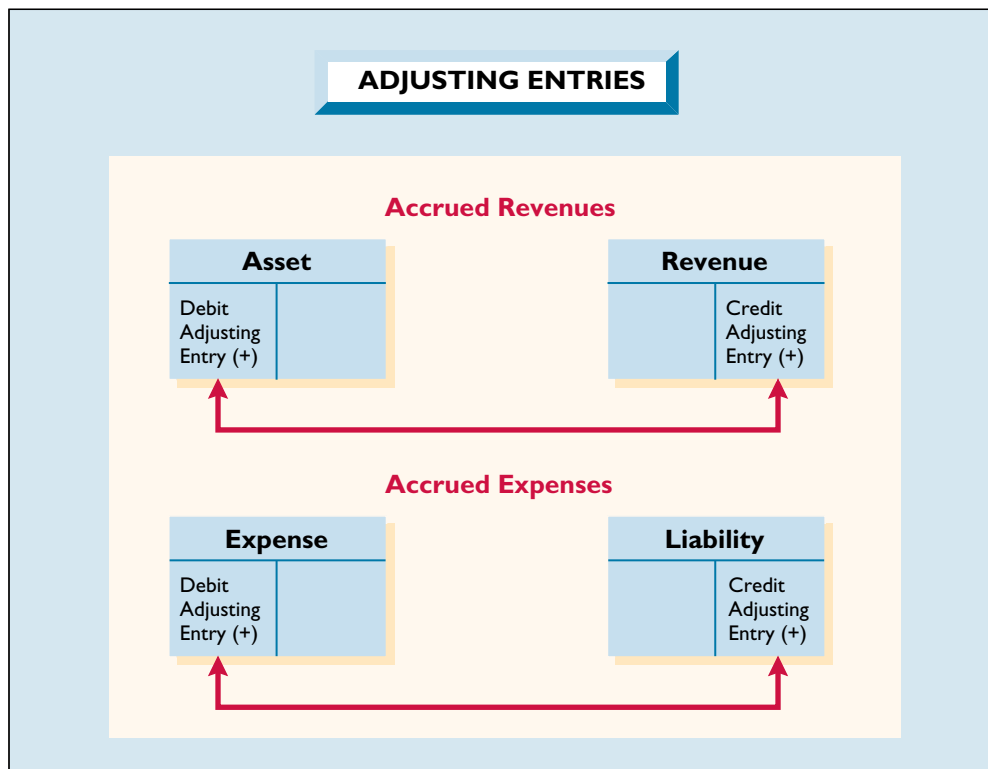 ADJUSTING ENTRIES
Accrued Revenues
Asset
Debit
Adjusting
Entry (+)
Revenue
Credit
Adjusting
Entry (+)
Accrued Expenses
Expense
Debit
Adjusting
Entry (+)
Liability
Credit
Adjusting
Entry (+)